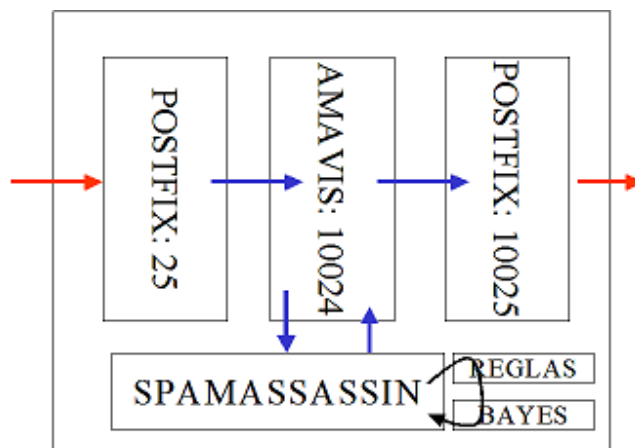 POSTFIX: 25
AMAVIS: 10024
POSTFIX: 10025
SPAMASSASSIN
REGLAS
BAYES